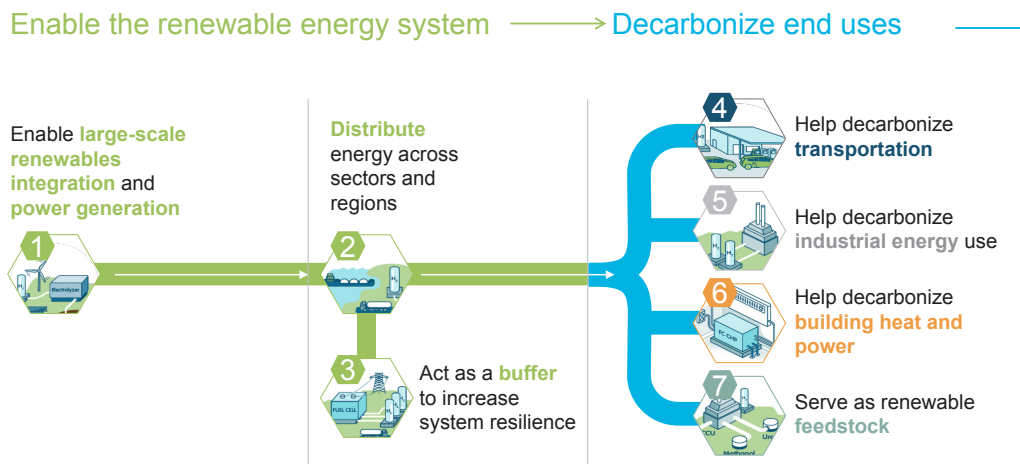 Enable the renewable energy system
Decarbonize end uses
Enable large-scale
renewables
integration and
power generation
1
Electrolyzer
Distribute
energy across
sectors and
regions
2
3
FUEL CELL
Act as a buffer
to increase
system resilience
4
Help decarbonize
transportation
5
Help decarbonize
industrial energy use
6
FC CHP
Help decarbonize
building heat and
power
7
CCU
Methanol
Serve as renewable
feedstock